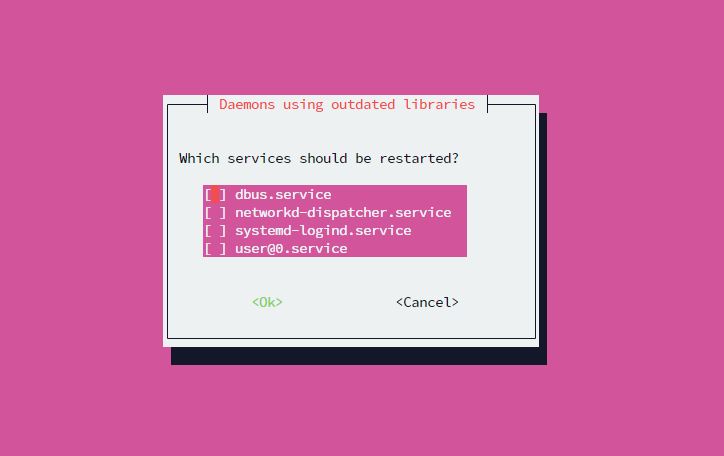 Daemons using outdated libraries
Which services should be restarted?
[ ] dbus.service
[ ] networkd-dispatcher.service
[ ] systemd-logind.service
[ ] user@0.service
<Ok> <Cancel>